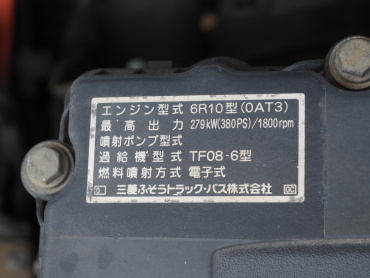 エンジン型式 6R10型(0AT3)
最高出力 279kW(380PS)/1800rpm
噴射ポンプ型式
過給機型式 TF08-6型
燃料噴射方式 電子式
三菱ふそうトラック・バス株式会社 GC